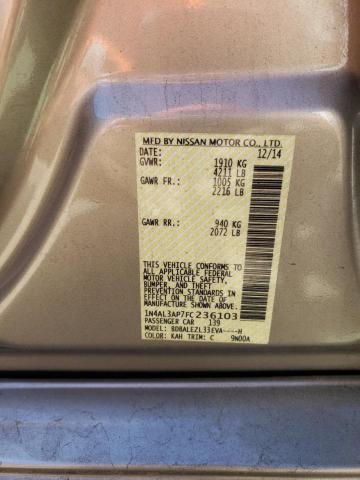 MFD BY NISSAN MOTOR CO., LTD.
DATE: 12/14
GVWR: 1910 KG
4211 LB
GAWR FR.: 1005 KG
2216 LB
GAWR RR.: 940 KG
2072 LB
THIS VEHICLE CONFORMS TO
ALL APPLICABLE FEDERAL
MOTOR VEHICLE SAFETY,
BUMPER, AND THEFT
PREVENTION STANDARDS IN
EFFECT ON THE DATE OF
MANUFACTURE SHOWN ABOVE.
1N4AL3AP7FC236103
PASSENGER CAR 139
MODEL: BDBALEZL33EVA----H
COLOR: KAH TRIM: C 9N00A